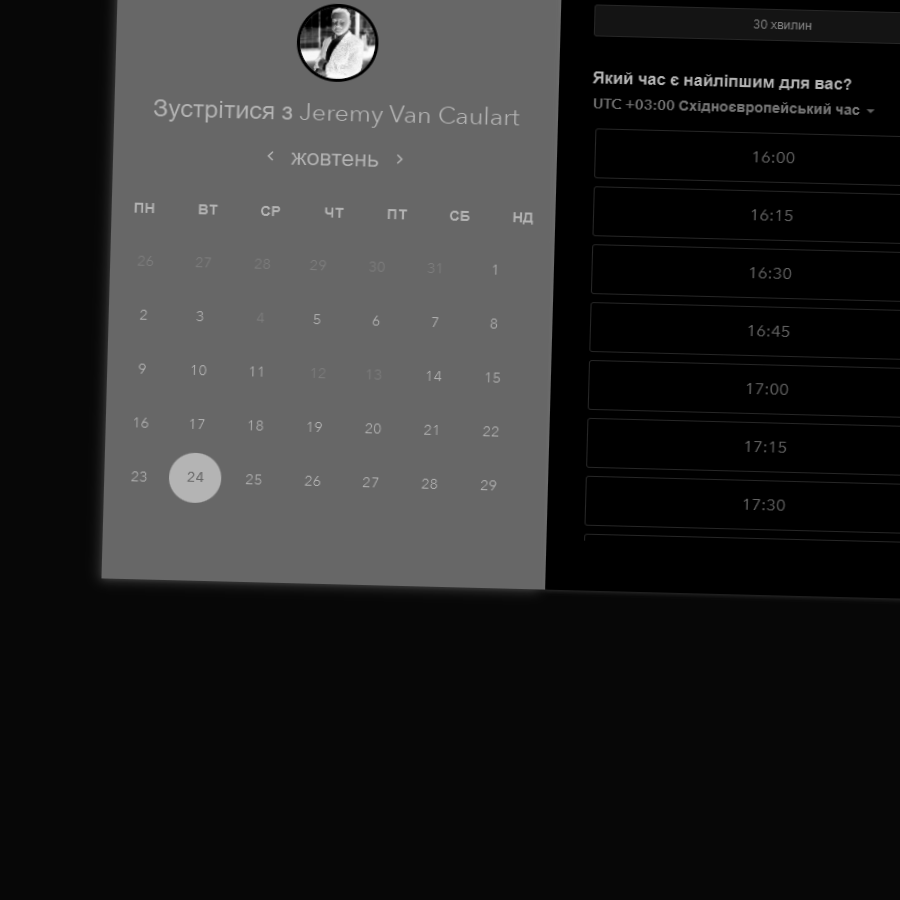 Зустрітися з Jeremy Van Caulart
жовтень
ПН ВТ СР ЧТ ПТ СБ НД
26 27 28 29 30 31 1
2 3 4 5 6 7 8
9 10 11 12 13 14 15
16 17 18 19 20 21 22
23 24 25 26 27 28 29
30 хвилин
Який час є найліпшим для вас?
UTC +03:00 Східноєвропейський час
16:00
16:15
16:30
16:45
17:00
17:15
17:30